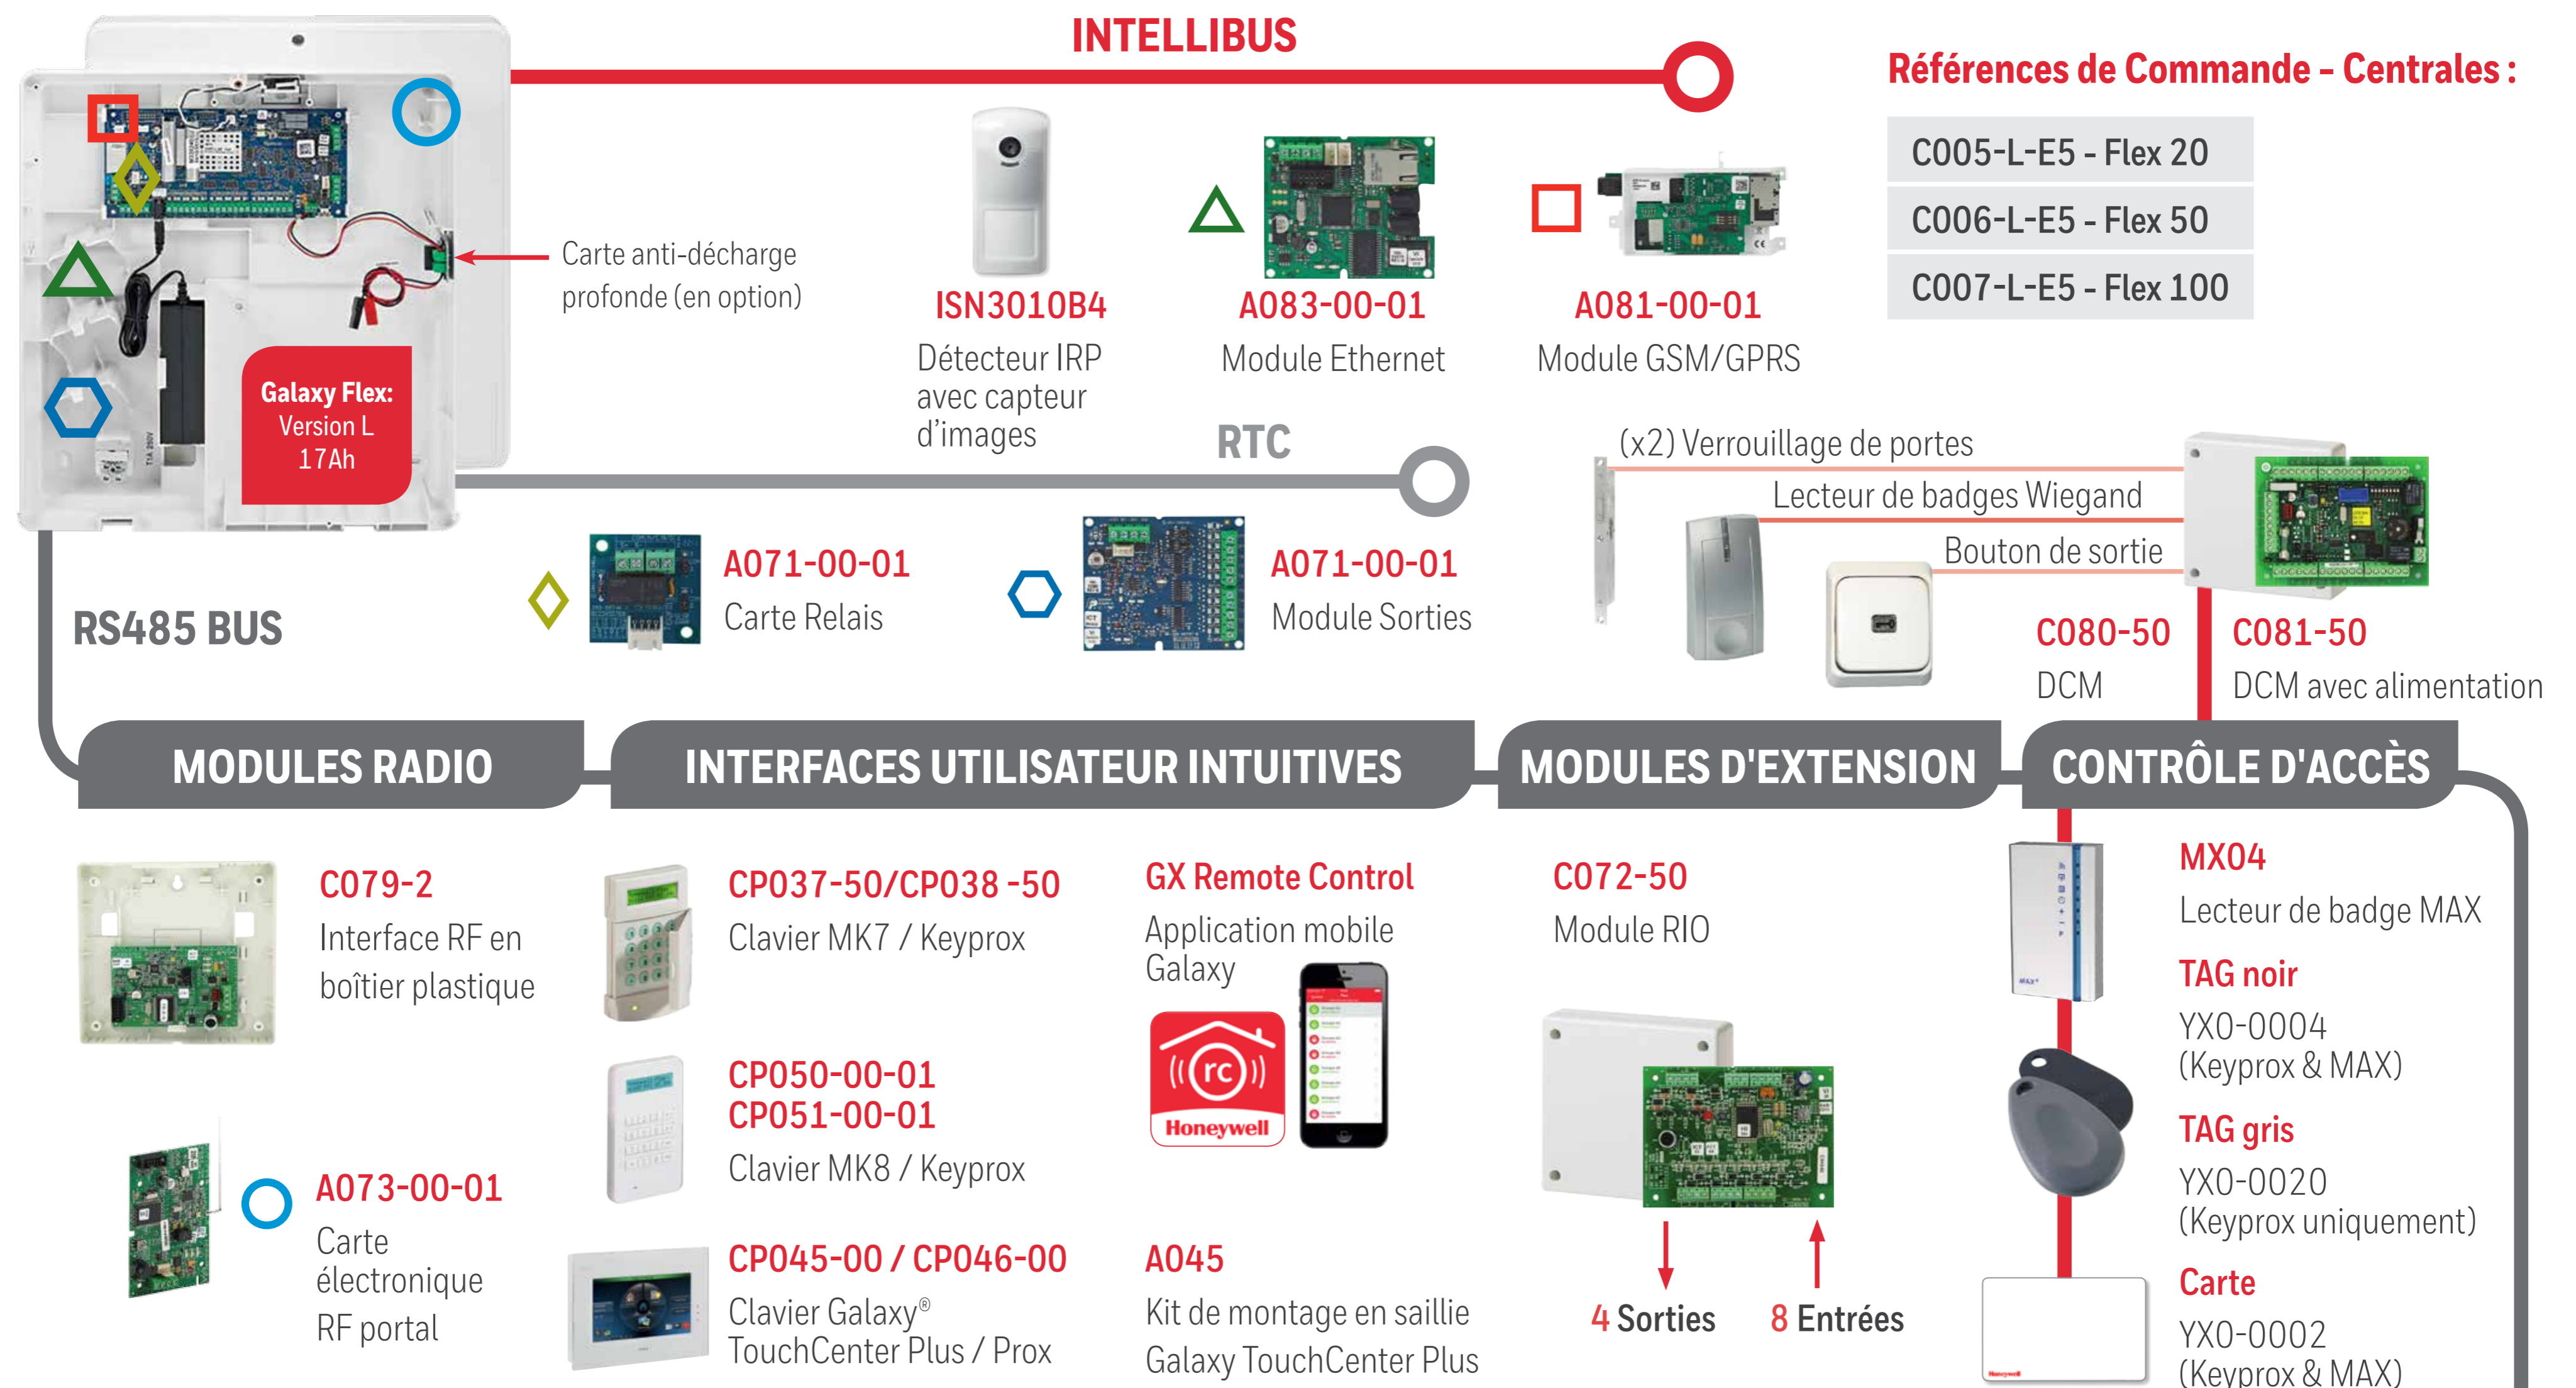 INTELLIBUS
Références de Commande – Centrales :
C005-L-E5 - Flex 20
C006-L-E5 - Flex 50
C007-L-E5 - Flex 100
Carte anti-décharge
profonde (en option)
Galaxy Flex:
Version L
17Ah
T1A 250V
ISN3010B4
Détecteur IRP
avec capteur
d'images
A083-00-01
Module Ethernet
A081-00-01
Module GSM/GPRS
RTC
(x2) Verrouillage de portes
Lecteur de badges Wiegand
Bouton de sortie
A071-00-01
Carte Relais
A071-00-01
Module Sorties
C080-50
DCM
C081-50
DCM avec alimentation
RS485 BUS
MODULES RADIO
INTERFACES UTILISATEUR INTUITIVES
MODULES D'EXTENSION
CONTRÔLE D'ACCÈS
C079-2
Interface RF en
boîtier plastique
A073-00-01
Carte
électronique
RF portal
CP037-50/CP038 -50
Clavier MK7 / Keyprox
CP050-00-01
CP051-00-01
Clavier MK8 / Keyprox
CP045-00 / CP046-00
Clavier Galaxy®
TouchCenter Plus / Prox
GX Remote Control
Application mobile
Galaxy
rc
Honeywell
A045
Kit de montage en saillie
Galaxy TouchCenter Plus
C072-50
Module RIO
4 Sorties
8 Entrées
MAX
MX04
Lecteur de badge MAX
TAG noir
YX0-0004
(Keyprox & MAX)
TAG gris
YX0-0020
(Keyprox uniquement)
Carte
YX0-0002
(Keyprox & MAX)
Honeywell